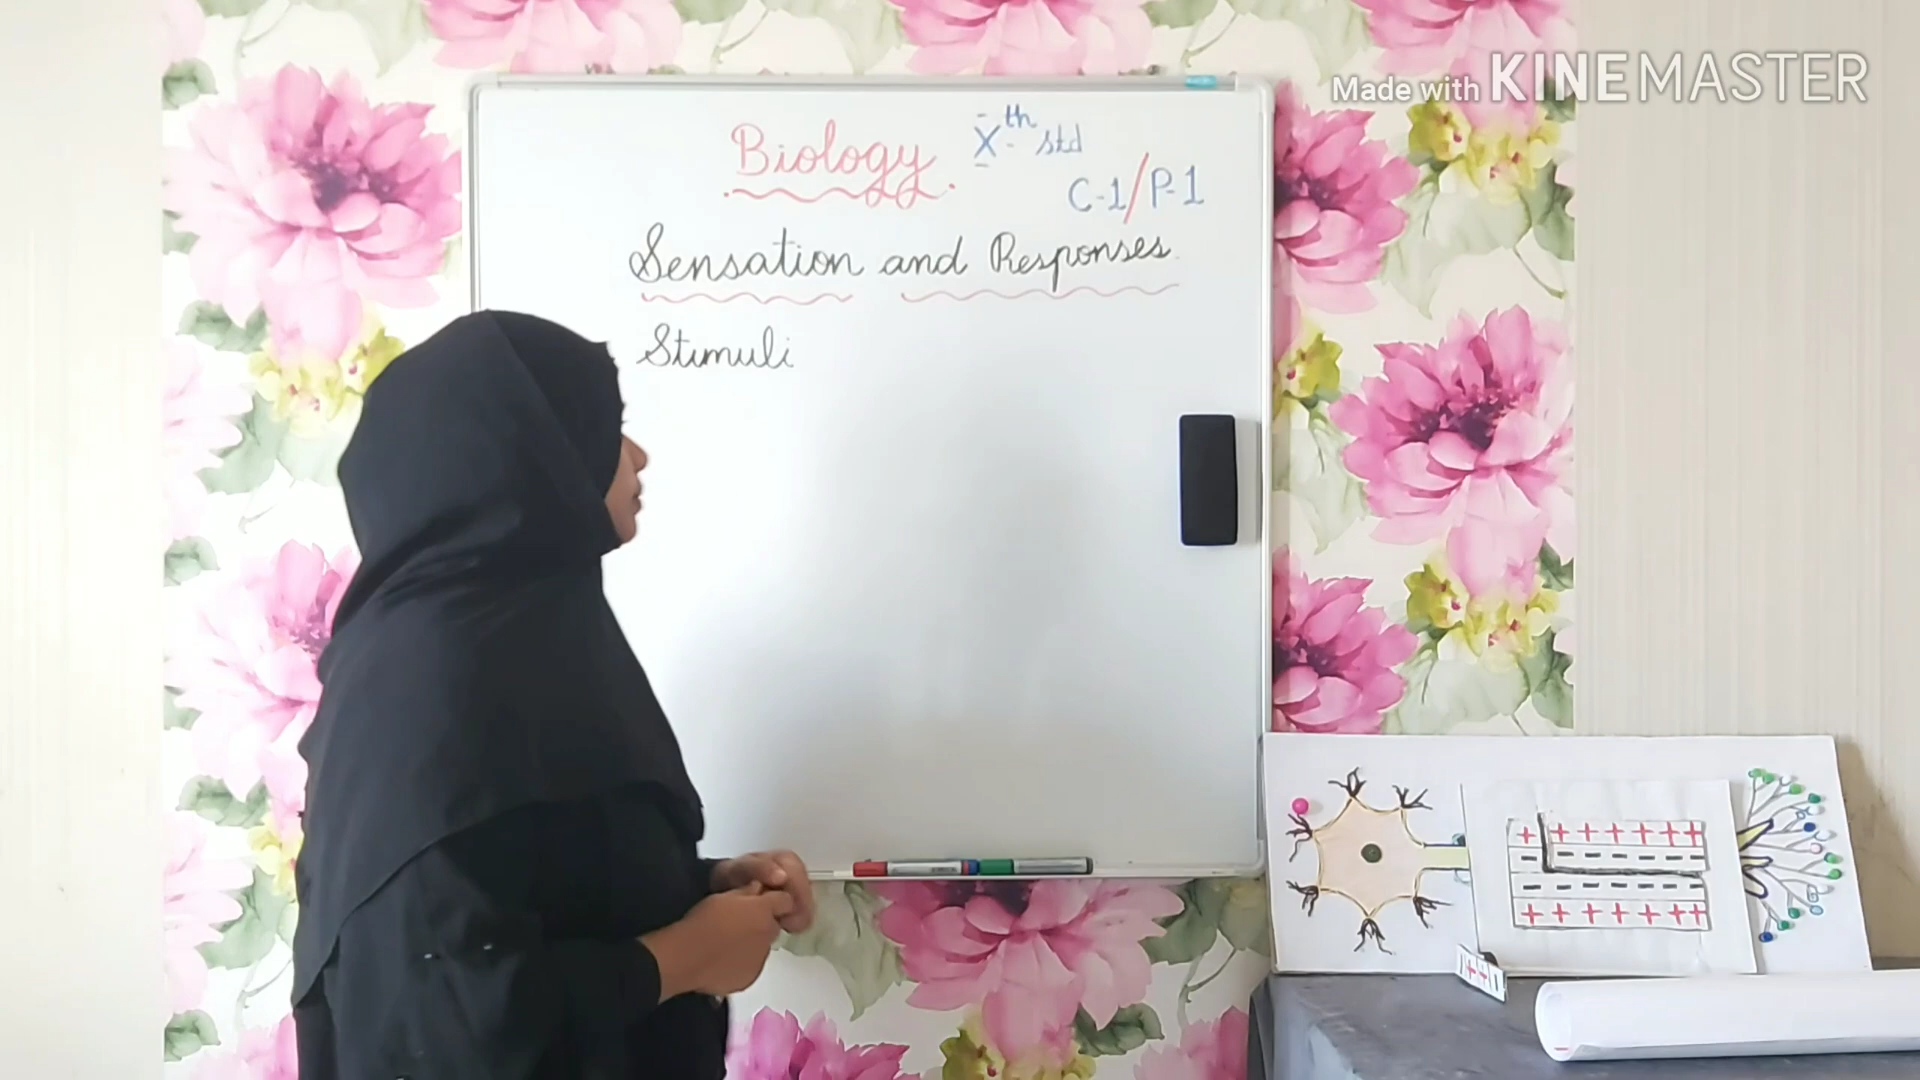 Made with KINEMASTER
Biology
Xth std
C-1/P-1
Sensation and Responses.
Stimuli
+ + + + + + +
- - - - - - -
- - - - - - -
+ + + + + + +